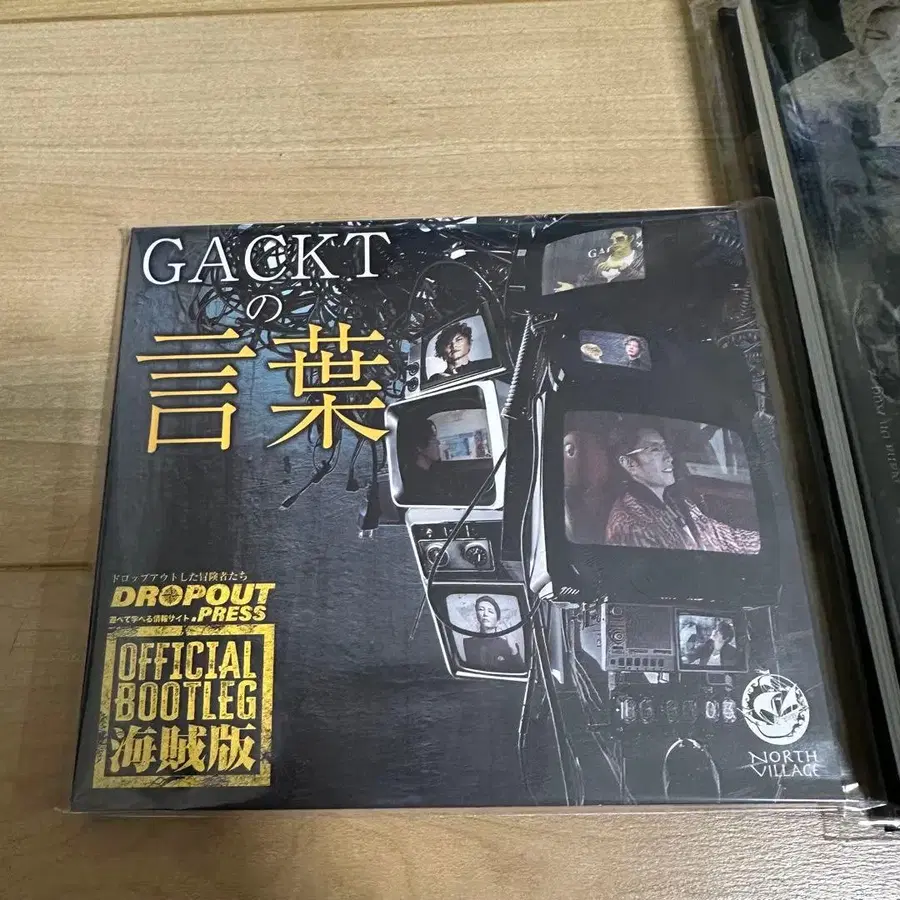 GACKT
の
言葉
ドロップアウトした冒険者たち
DROPOUT
遊べて学べる情報サイト .PRESS
OFFICIAL
BOOTLEG
海賊版
NORTH
VILLAGE